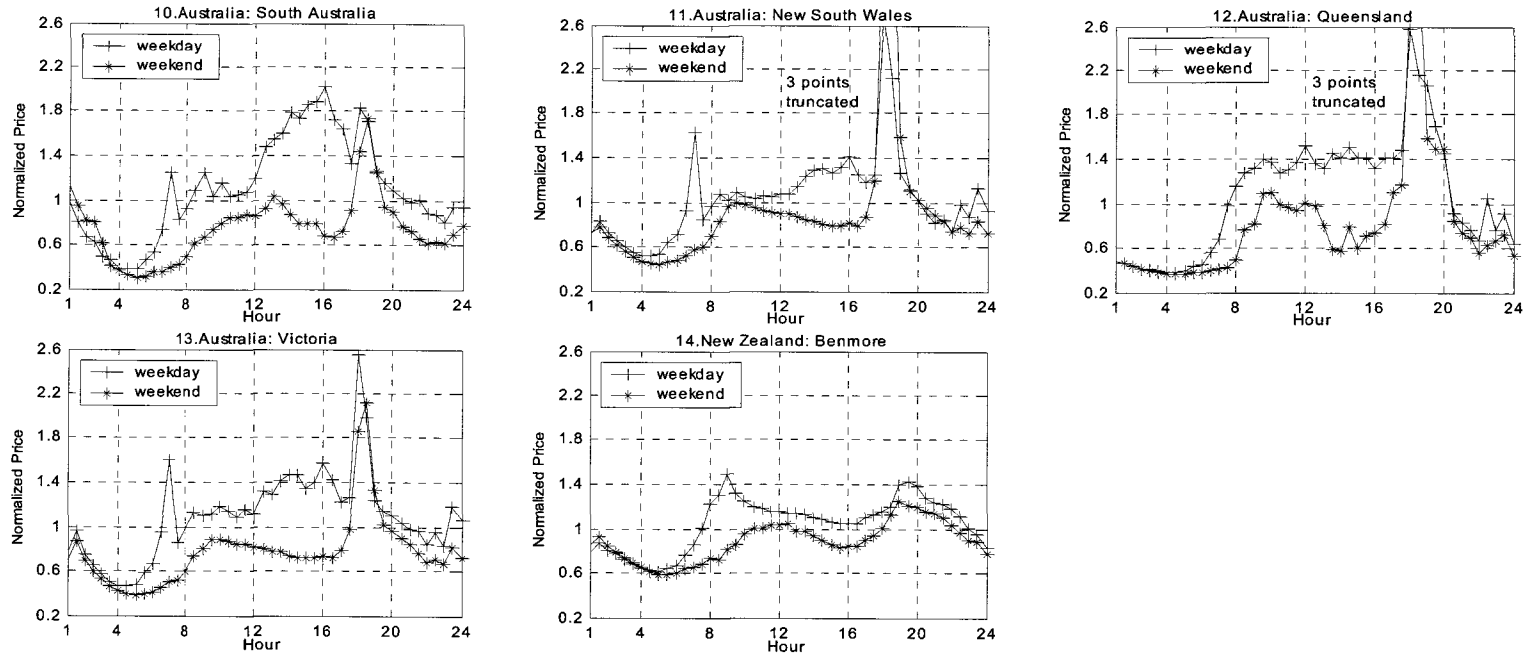 10.Australia: South Australia
2.6
2.2
1.8
1.4
1
0.6
0.2
Normalized Price
weekday
weekend
1 4 8 12 16 20 24
Hour
11.Australia: New South Wales
2.6
2.2
1.8
1.4
1
0.6
0.2
Normalized Price
weekday
weekend
3 points
truncated
1 4 8 12 16 20 24
Hour
12.Australia: Queensland
2.6
2.2
1.8
1.4
1
0.6
0.2
Normalized Price
weekday
weekend
3 points
truncated
1 4 8 12 16 20 24
Hour
13.Australia: Victoria
2.6
2.2
1.8
1.4
1
0.6
0.2
Normalized Price
weekday
weekend
1 4 8 12 16 20 24
Hour
14.New Zealand: Benmore
2.6
2.2
1.8
1.4
1
0.6
0.2
Normalized Price
weekday
weekend
1 4 8 12 16 20 24
Hour